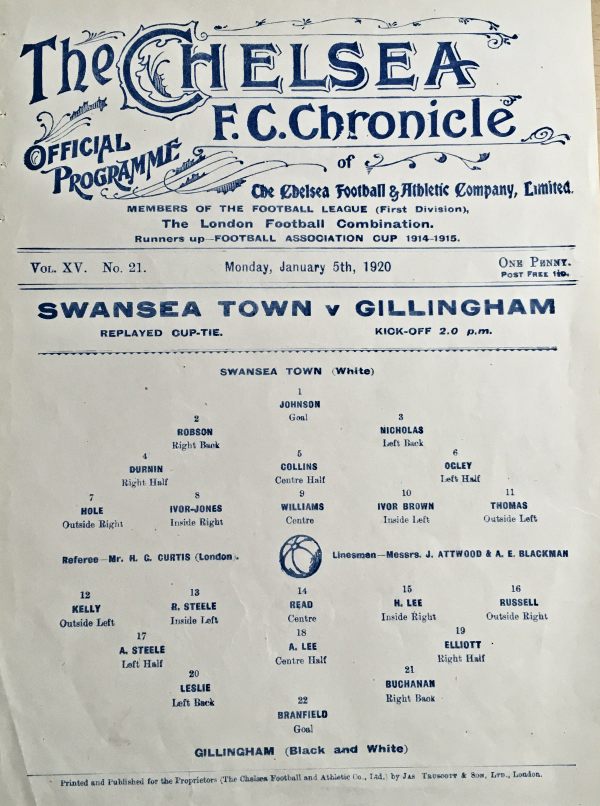 The CHELSEA
F.C. Chronicle
OFFICIAL
PROGRAMME
of
The Chelsea Football & Athletic Company, Limited.
MEMBERS OF THE FOOTBALL LEAGUE (First Division),
The London Football Combination.
Runners up—FOOTBALL ASSOCIATION CUP 1914-1915.
VOL. XV. No. 21. Monday, January 5th, 1920 ONE PENNY.
POST FREE
SWANSEA TOWN v GILLINGHAM
REPLAYED CUP-TIE. KICK-OFF 2.0 p.m.
SWANSEA TOWN (White)
1
JOHNSON
Goal
2 3
ROBSON NICHOLAS
Right Back Left Back
4 5 6
DURNIN COLLINS OGLEY
Right Half Centre Half Left Half
7 8 9 10 11
HOLE IVOR-JONES WILLIAMS IVOR BROWN THOMAS
Outside Right Inside Right Centre Inside Left Outside Left
Referee—Mr. H. G. CURTIS (London). Linesmen—Messrs. J. ATTWOOD & A. E. BLACKMAN
12 13 14 15 16
KELLY R. STEELE READ H. LEE RUSSELL
Outside Left Inside Left Centre Inside Right Outside Right
17 18 19
A. STEELE A. LEE ELLIOTT
Left Half Centre Half Right Half
20 21
LESLIE BUCHANAN
Left Back Right Back
22
BRANFIELD
Goal
GILLINGHAM (Black and White)
Printed and Published for the Proprietors (The Chelsea Football and Athletic Co., Ltd.) by JAS TRUSCOTT & SON, LTD., London.